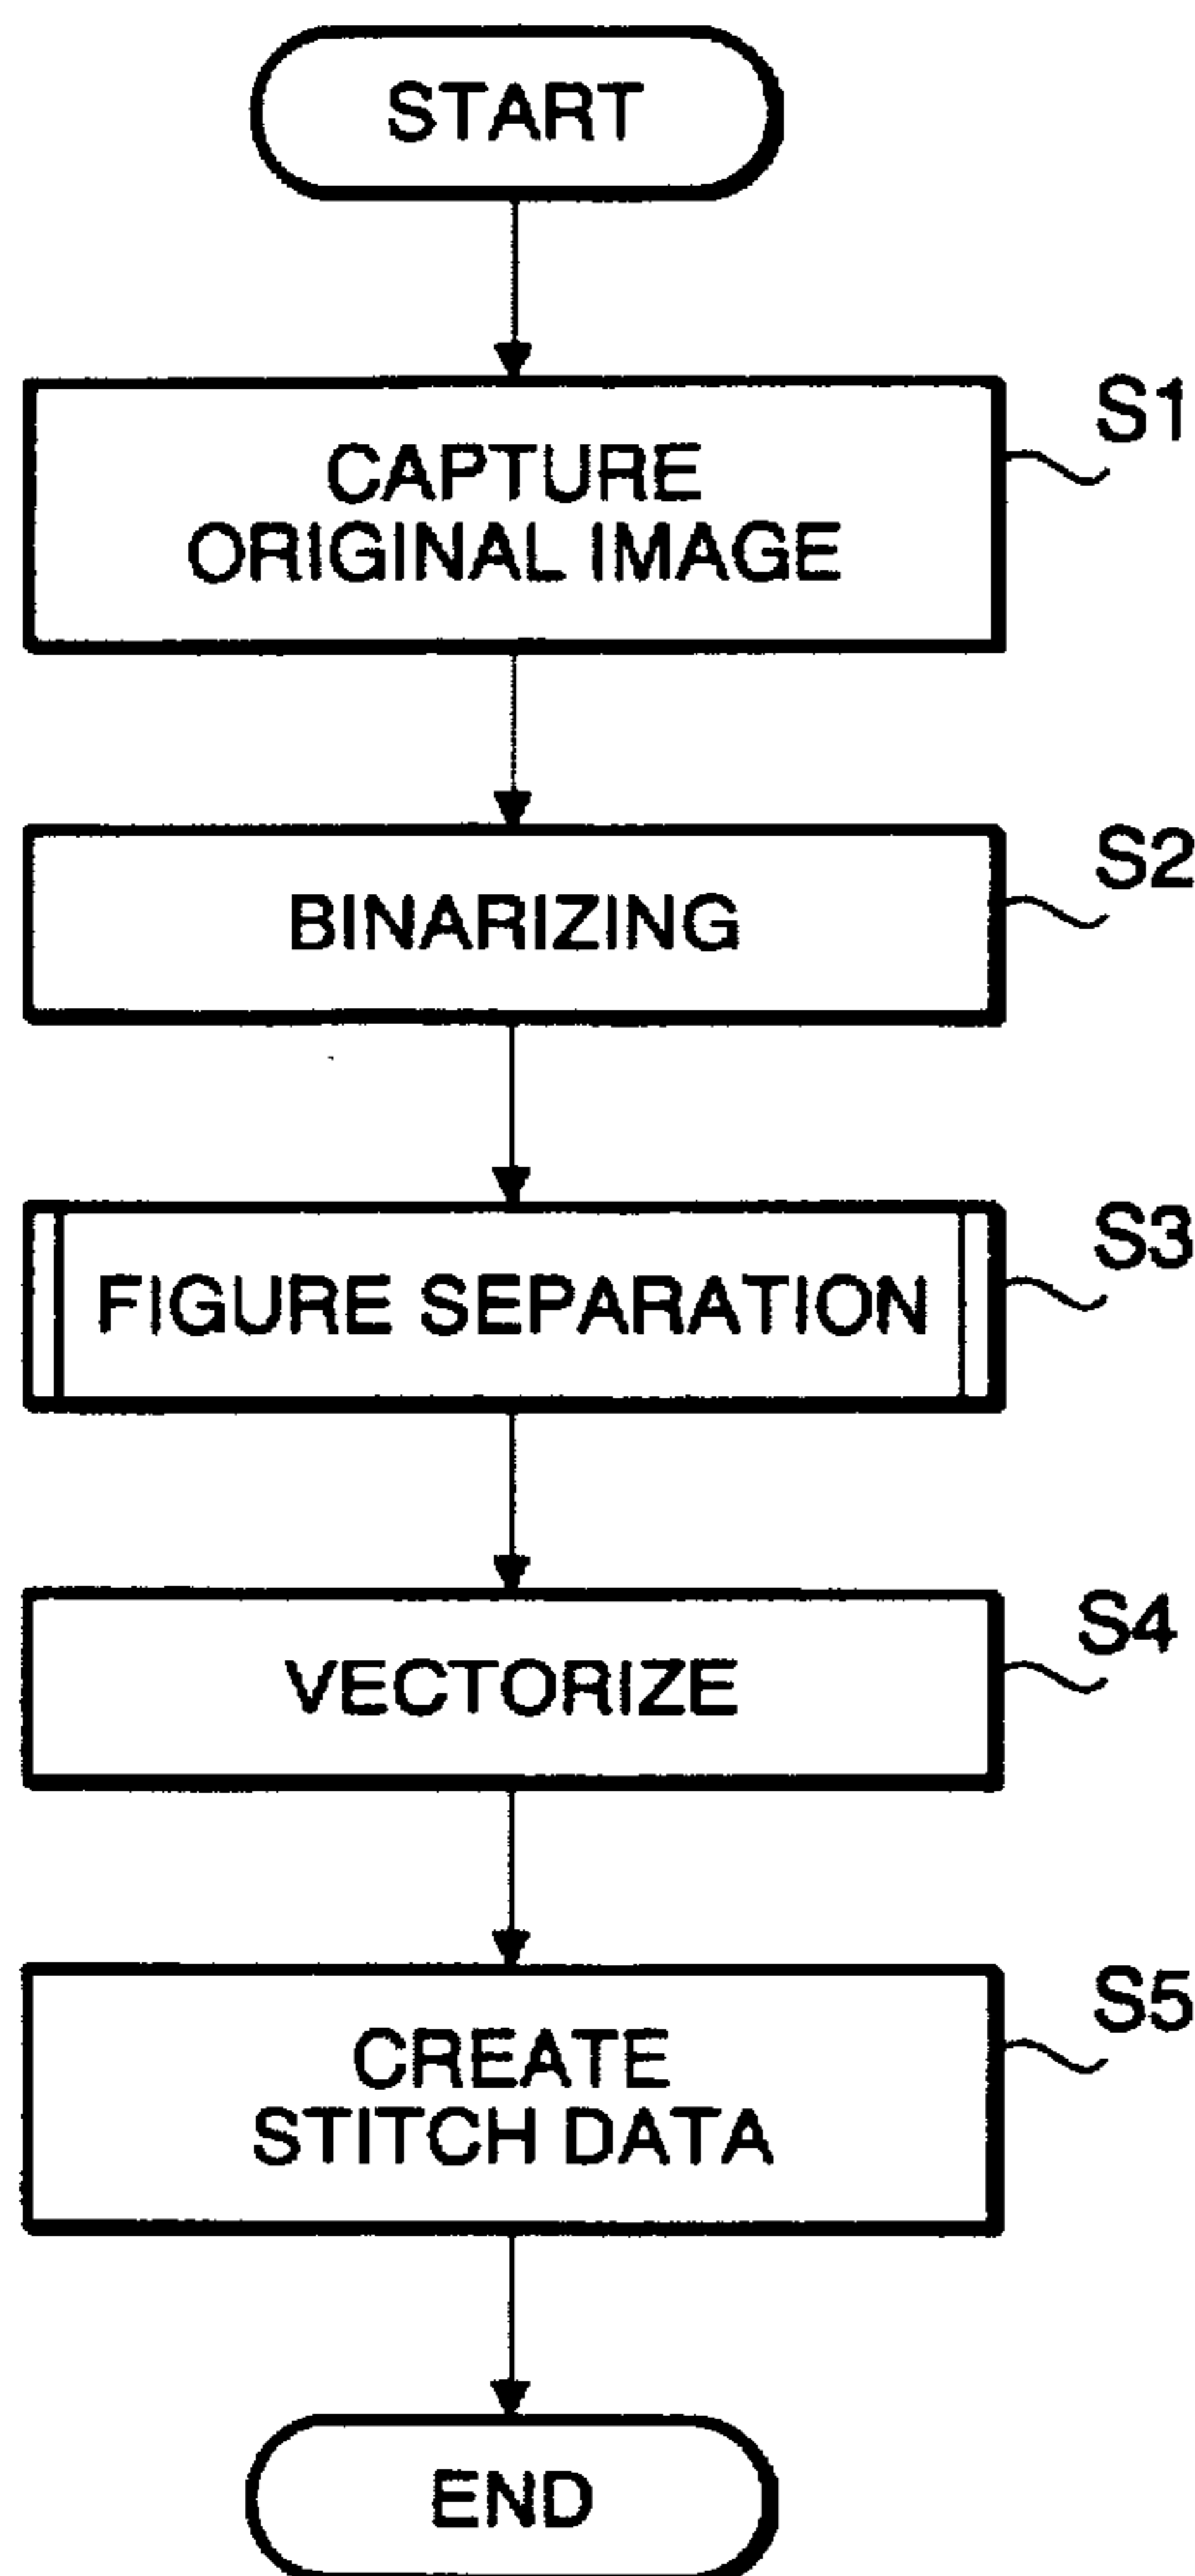 START
S1
CAPTURE
ORIGINAL IMAGE
S2
BINARIZING
S3
FIGURE SEPARATION
S4
VECTORIZE
S5
CREATE
STITCH DATA
END